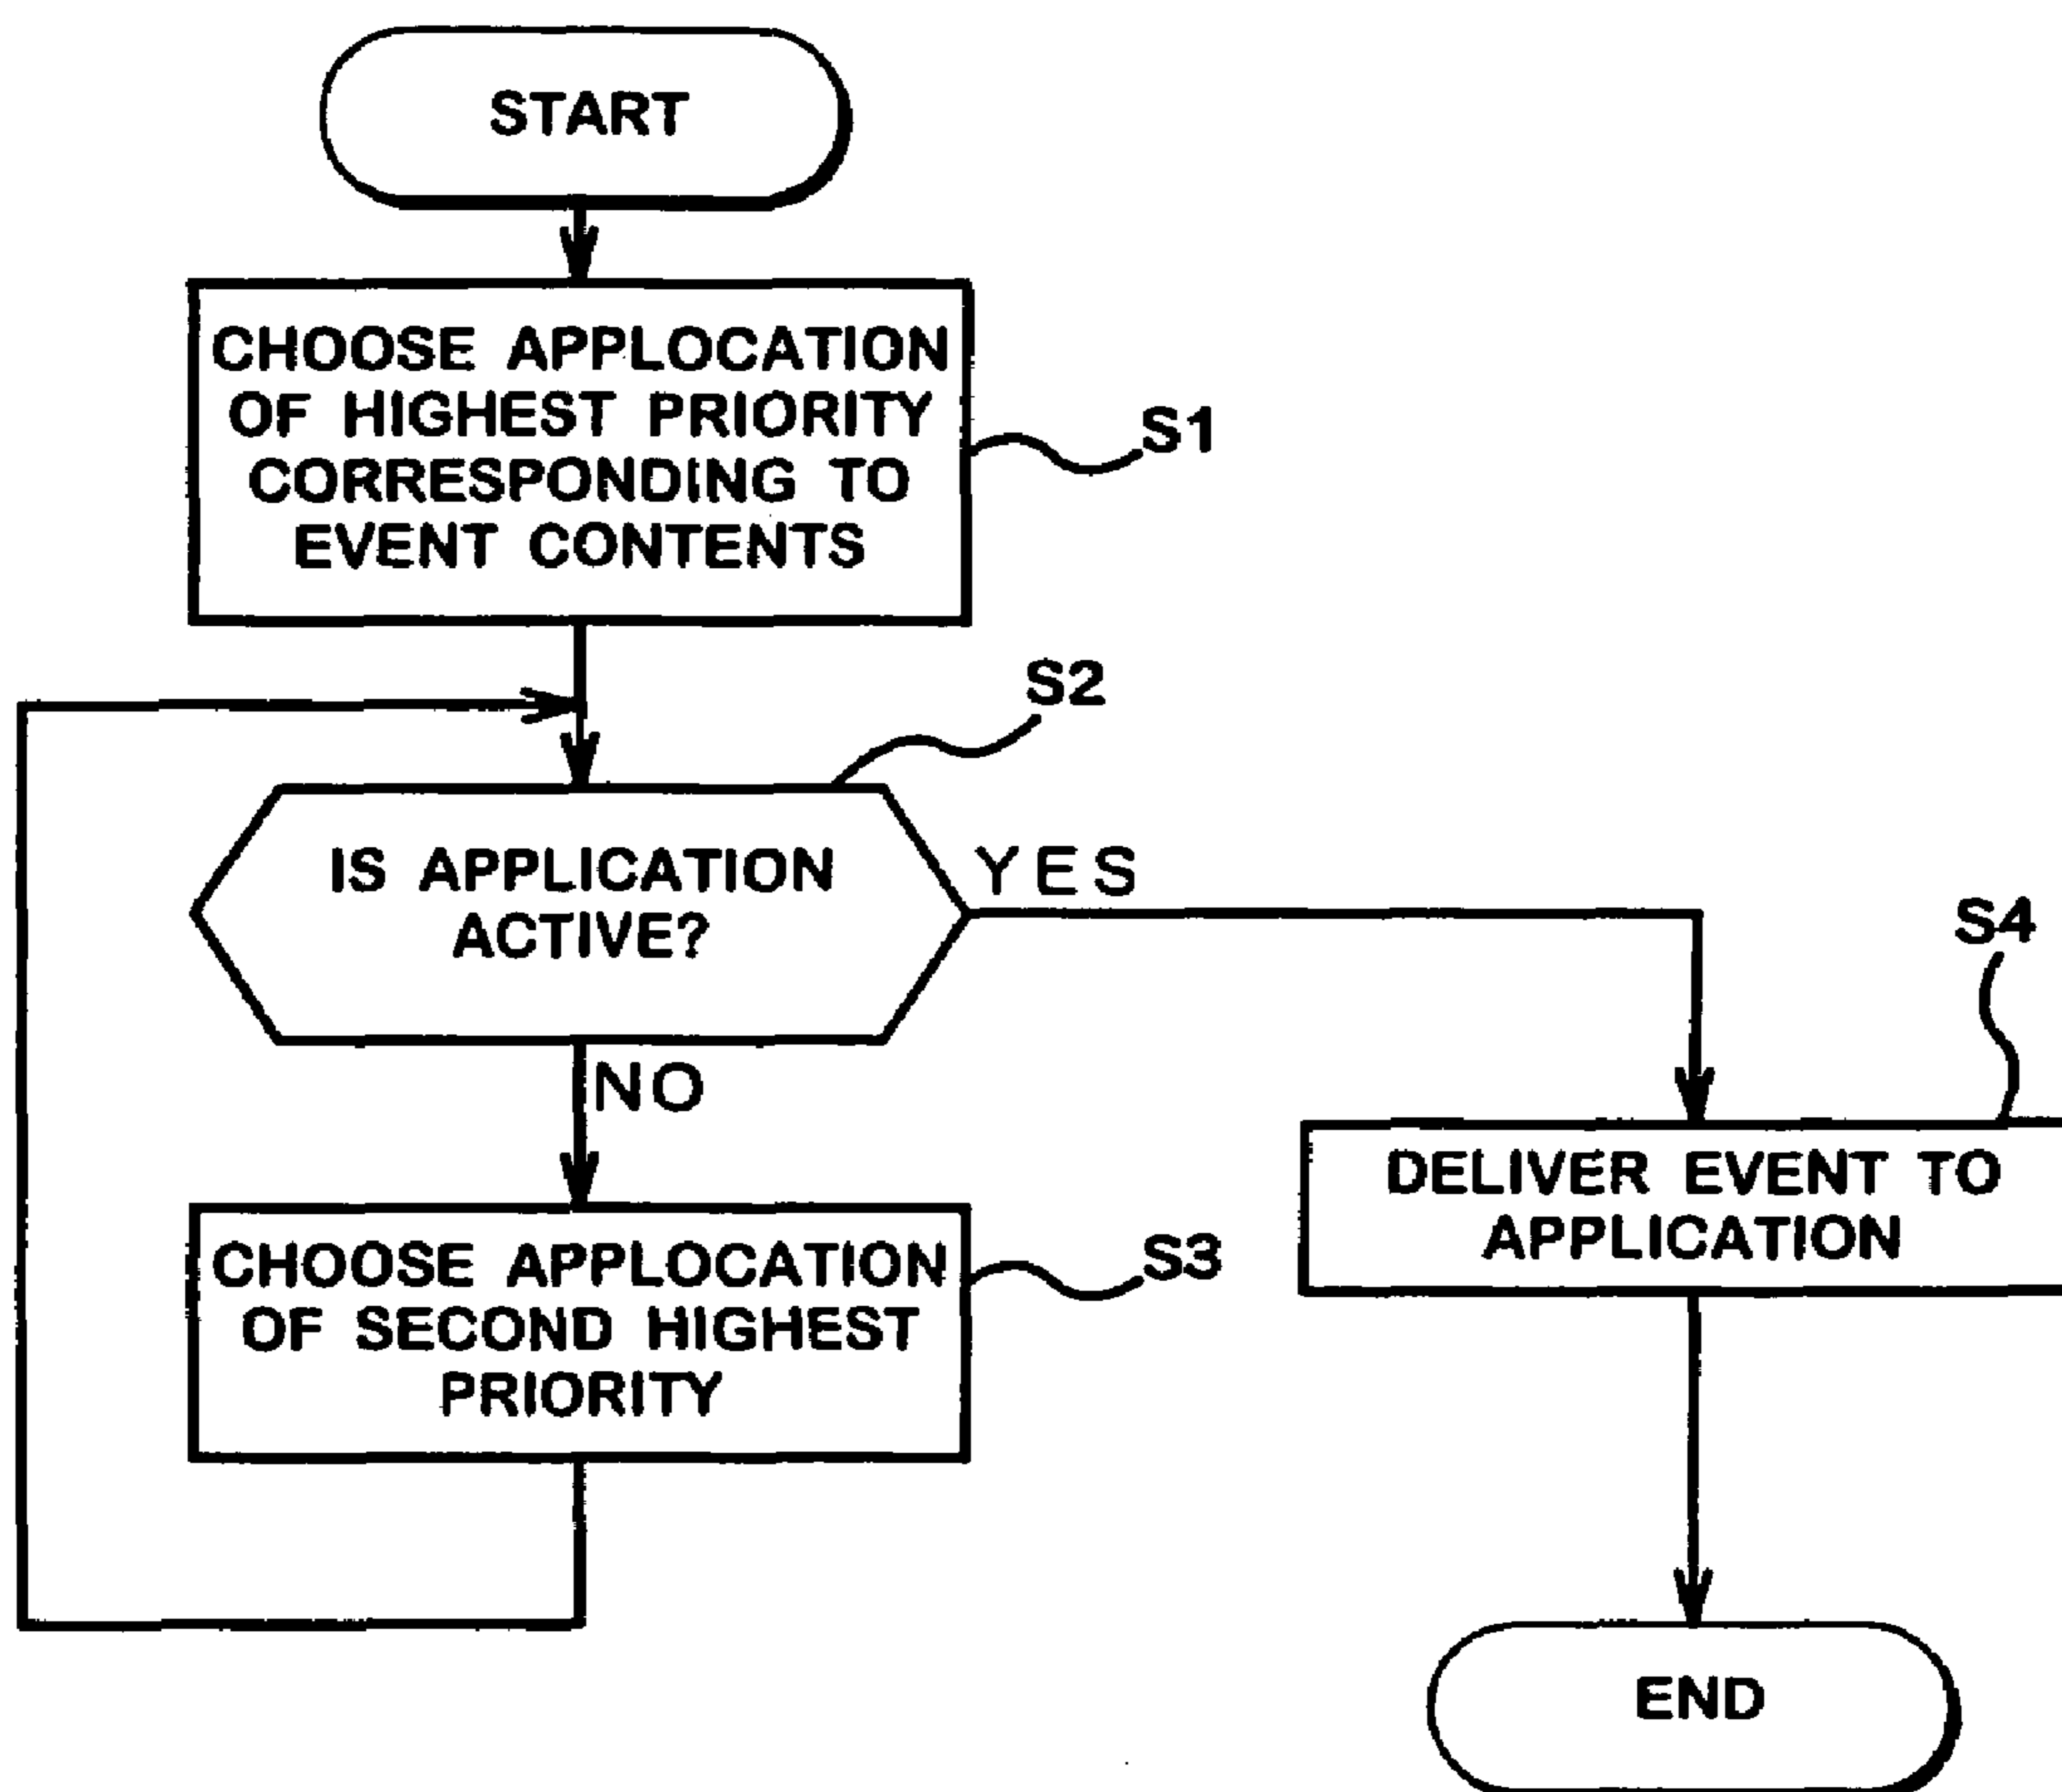 START
CHOOSE APPLOCATION
OF HIGHEST PRIORITY
CORRESPONDING TO
EVENT CONTENTS
S1
S2
IS APPLICATION
ACTIVE?
YES
NO
S4
DELIVER EVENT TO
APPLICATION
CHOOSE APPLOCATION
OF SECOND HIGHEST
PRIORITY
S3
END